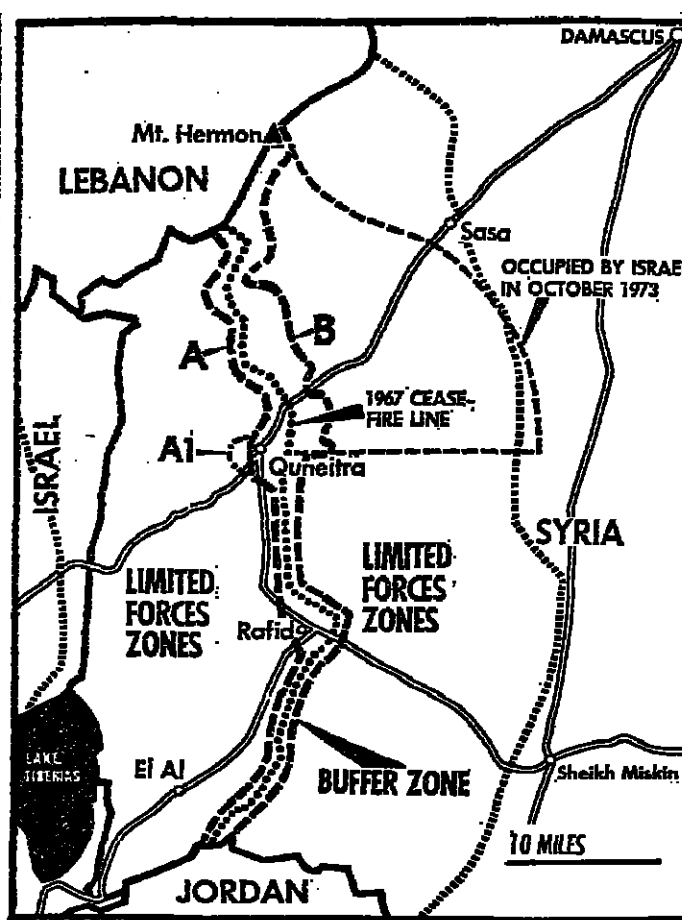 DAMASCUS
Mt. Hermon
LEBANON
Sasa
OCCUPIED BY ISRAEL
IN OCTOBER 1973
A
B
1967 CEASE-
FIRE LINE
A1
Quneitra
ISRAEL
SYRIA
LIMITED
FORCES
ZONES
LIMITED
FORCES
ZONES
Rafid
LAKE
TIBERIAS
El Al
BUFFER ZONE
Sheikh Miskin
10 MILES
JORDAN